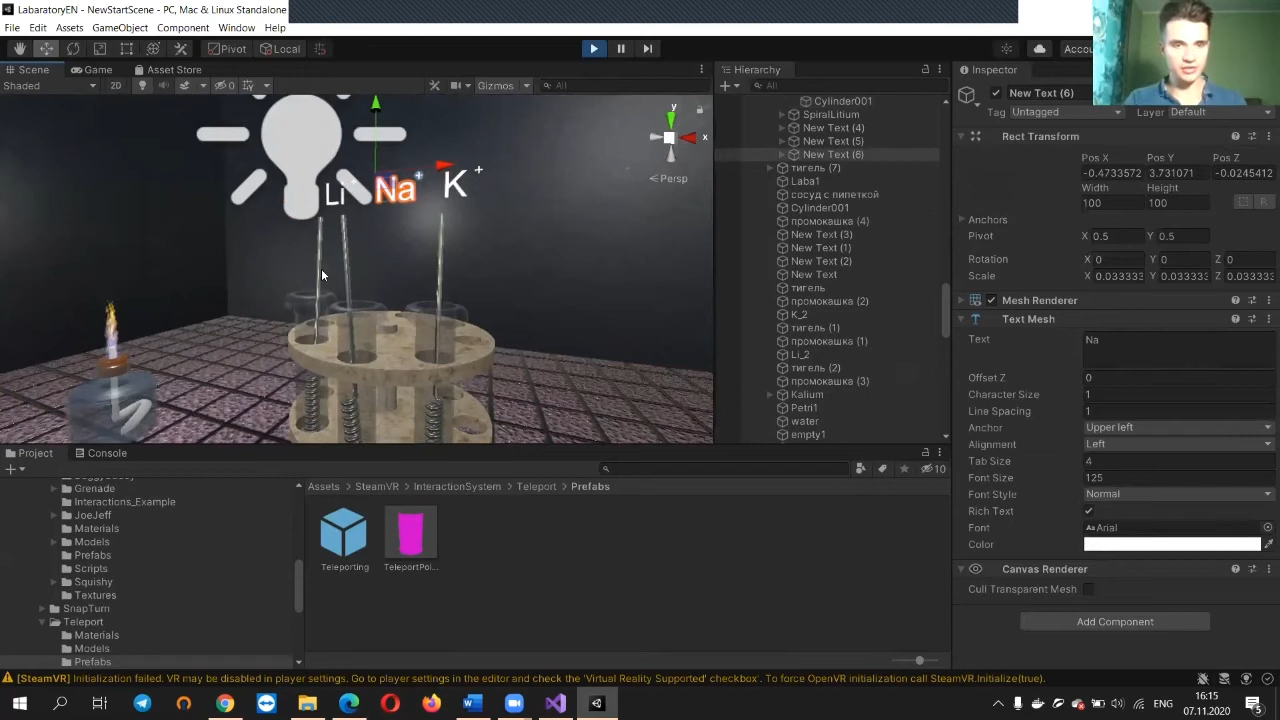 LabaratoryEN - NewStartScene - PC, Mac & Linux Standalone
File Edit Assets GameObject Component Window Help
Pivot Local Accou
Scene Game Asset Store
Shaded 2D 0 Gizmos All
y
x
Persp
Li Na + K +
Hierarchy
All
Cylinder001
SpiralLitium
New Text (4)
New Text (5)
New Text (6)
тигель (7)
Laba1
сосуд с пипеткой
Cylinder001
промокашка (4)
New Text (3)
New Text (1)
New Text (2)
New Text
тигель
промокашка (2)
K_2
тигель (1)
промокашка (1)
Li_2
тигель (2)
промокашка (3)
Kalium
Petri1
water
empty1
Inspector
New Text (6)
Tag Untagged Layer Default
Rect Transform
Pos X Pos Y Pos Z
-0.4733572 3.731071 -0.0245412
Width Height
100 100
R
Anchors
Pivot X 0.5 Y 0.5
Rotation X 0 Y 0 Z 0
Scale X 0.033333 Y 0.033333 Z 0.033333
Mesh Renderer
Text Mesh
Text Na
Offset Z 0
Character Size 1
Line Spacing 1
Anchor Upper left
Alignment Left
Tab Size 4
Font Size 125
Font Style Normal
Rich Text
Font Aa Arial
Color
Canvas Renderer
Cull Transparent Mesh
Add Component
Project Console
10
Grenade
Interactions_Example
JoeJeff
Materials
Models
Prefabs
Scripts
Squishy
Textures
SnapTurn
Teleport
Materials
Models
Prefabs
Assets SteamVR InteractionSystem Teleport Prefabs
Teleporting TeleportPoi...
[SteamVR] Initialization failed. VR may be disabled in player settings. Go to player settings in the editor and check the 'Virtual Reality Supported' checkbox. To force OpenVR initialization call SteamVR.Initialize(true).
16:15
07.11.2020
5